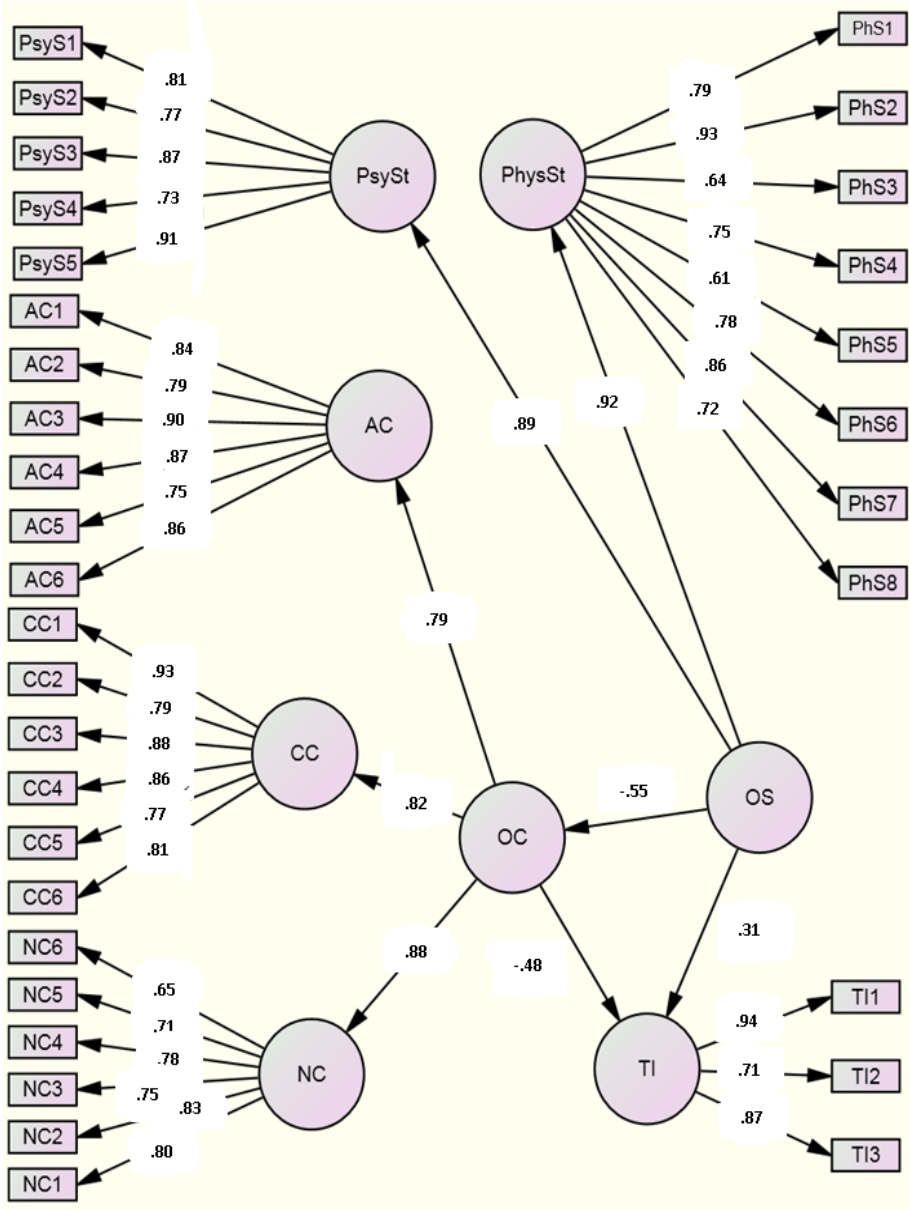 PsyS1
PsyS2
PsyS3
PsyS4
PsyS5
.81
.77
.87
.73
.91
PsySt
PhysSt
PhS1
PhS2
PhS3
PhS4
PhS5
PhS6
PhS7
PhS8
.79
.93
.64
.75
.61
.78
.86
.72
AC1
AC2
AC3
AC4
AC5
AC6
.84
.79
.90
.87
.75
.86
AC
.89
.92
.79
CC1
CC2
CC3
CC4
CC5
CC6
.93
.79
.88
.86
.77
.81
CC
.82
OC
-.55
OS
.88
-.48
.31
NC6
NC5
NC4
NC3
NC2
NC1
.65
.71
.78
.75
.83
.80
NC
TI
.94
.71
.87
TI1
TI2
TI3